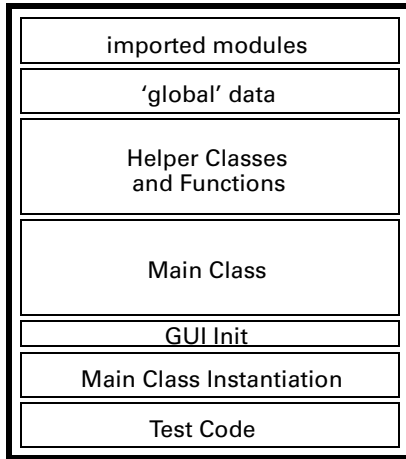 imported modules
‘global’ data
Helper Classes
and Functions
Main Class
GUI Init
Main Class Instantiation
Test Code